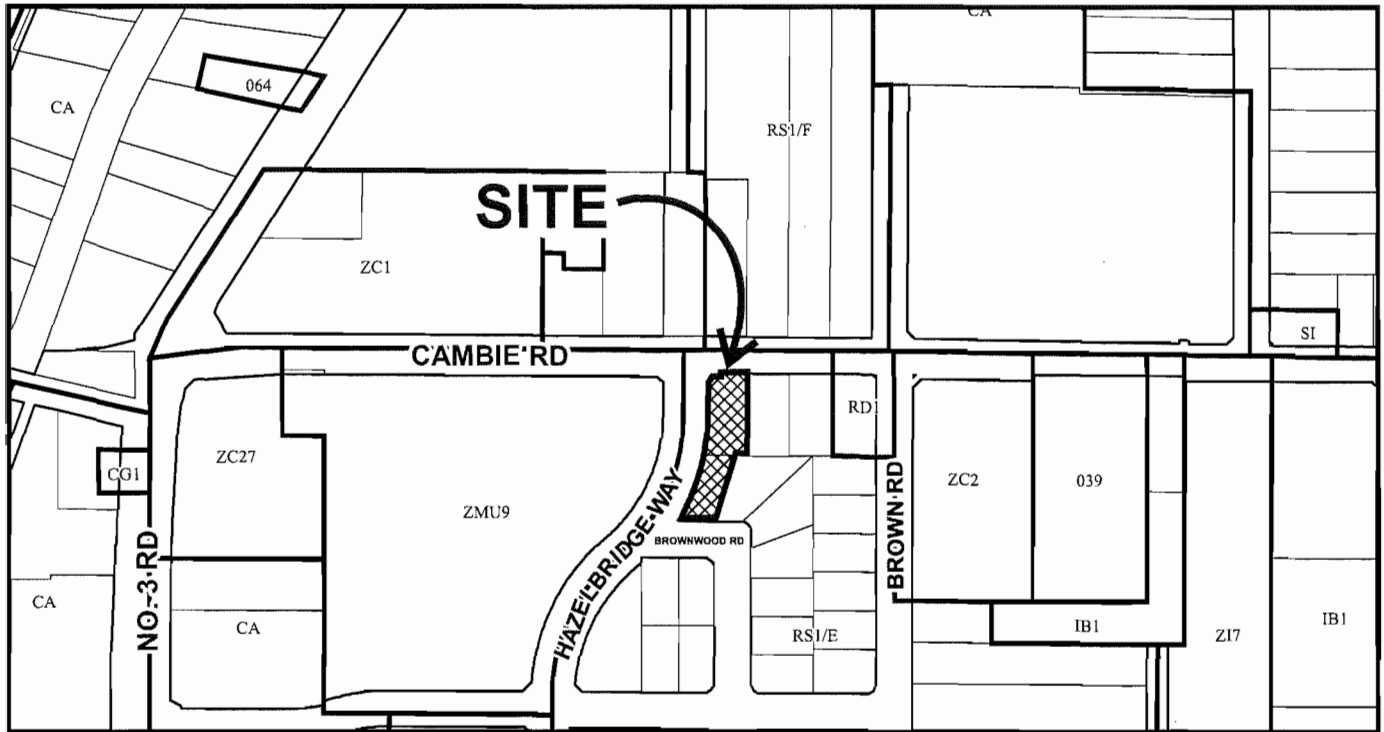 CA
064
CA
RS1/F
SITE
ZC1
SI
CAMBIE RD
RD1
ZC27
CG1
ZMU9
HAZELBRIDGE WAY
BROWNWOOD RD
BROWN RD
ZC2
039
NO. 3 RD
CA
CA
RS1/E
IB1
ZI7
IB1